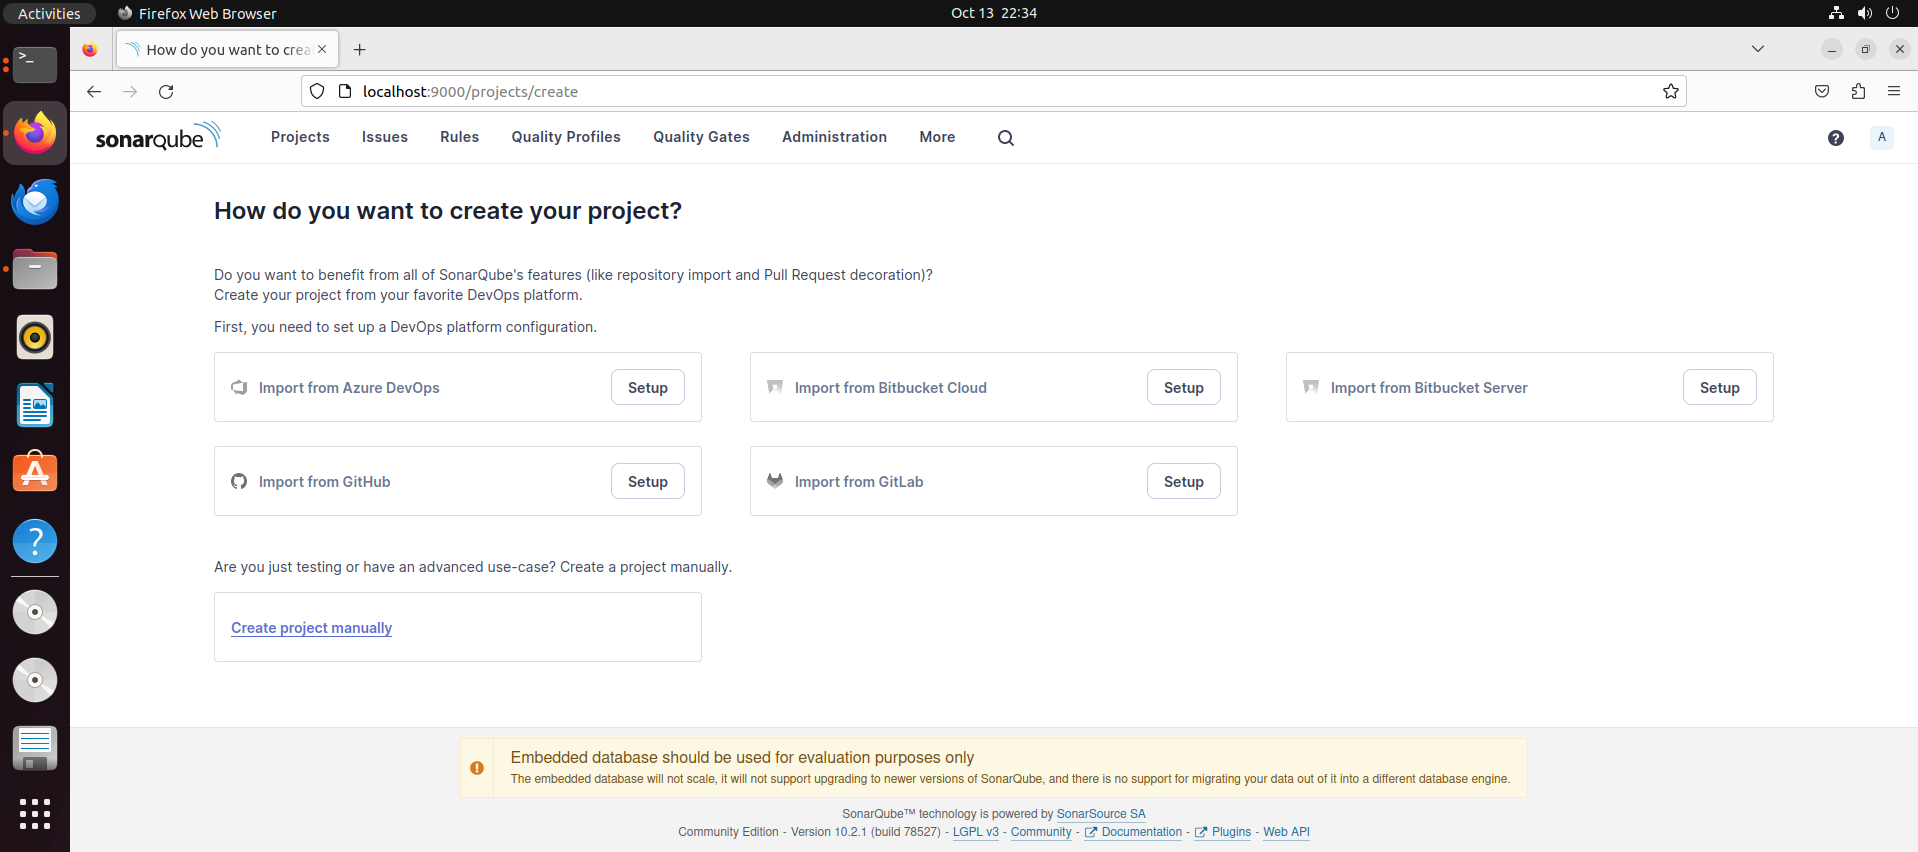 Activities
Firefox Web Browser
Oct 13 22:34
How do you want to crea
localhost:9000/projects/create
sonarqube
Projects
Issues
Rules
Quality Profiles
Quality Gates
Administration
More
A
How do you want to create your project?
Do you want to benefit from all of SonarQube's features (like repository import and Pull Request decoration)?
Create your project from your favorite DevOps platform.
First, you need to set up a DevOps platform configuration.
Import from Azure DevOps
Setup
Import from Bitbucket Cloud
Setup
Import from Bitbucket Server
Setup
Import from GitHub
Setup
Import from GitLab
Setup
Are you just testing or have an advanced use-case? Create a project manually.
Create project manually
Embedded database should be used for evaluation purposes only
The embedded database will not scale, it will not support upgrading to newer versions of SonarQube, and there is no support for migrating your data out of it into a different database engine.
SonarQube™ technology is powered by SonarSource SA
Community Edition - Version 10.2.1 (build 78527) - LGPL v3 - Community - Documentation - Plugins - Web API